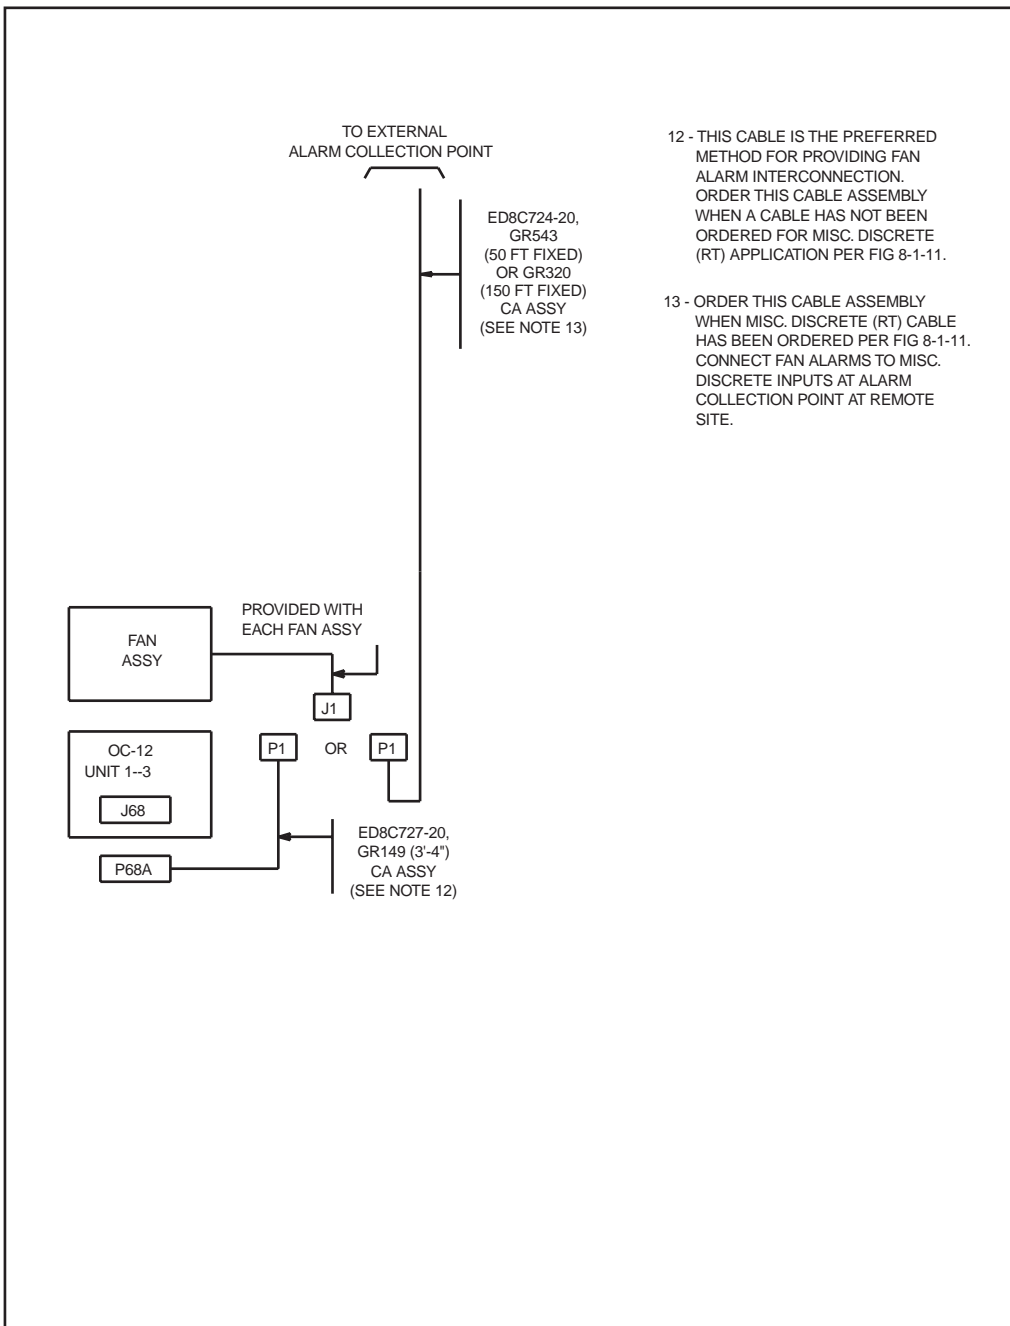 TO EXTERNAL
ALARM COLLECTION POINT
ED8C724-20,
GR543
(50 FT FIXED)
OR GR320
(150 FT FIXED)
CA ASSY
(SEE NOTE 13)
12 - THIS CABLE IS THE PREFERRED
METHOD FOR PROVIDING FAN
ALARM INTERCONNECTION.
ORDER THIS CABLE ASSEMBLY
WHEN A CABLE HAS NOT BEEN
ORDERED FOR MISC. DISCRETE
(RT) APPLICATION PER FIG 8-1-11.
13 - ORDER THIS CABLE ASSEMBLY
WHEN MISC. DISCRETE (RT) CABLE
HAS BEEN ORDERED PER FIG 8-1-11.
CONNECT FAN ALARMS TO MISC.
DISCRETE INPUTS AT ALARM
COLLECTION POINT AT REMOTE
SITE.
FAN
ASSY
PROVIDED WITH
EACH FAN ASSY
J1
OC-12
UNIT 1--3
J68
P1 OR P1
P68A
ED8C727-20,
GR149 (3'-4")
CA ASSY
(SEE NOTE 12)